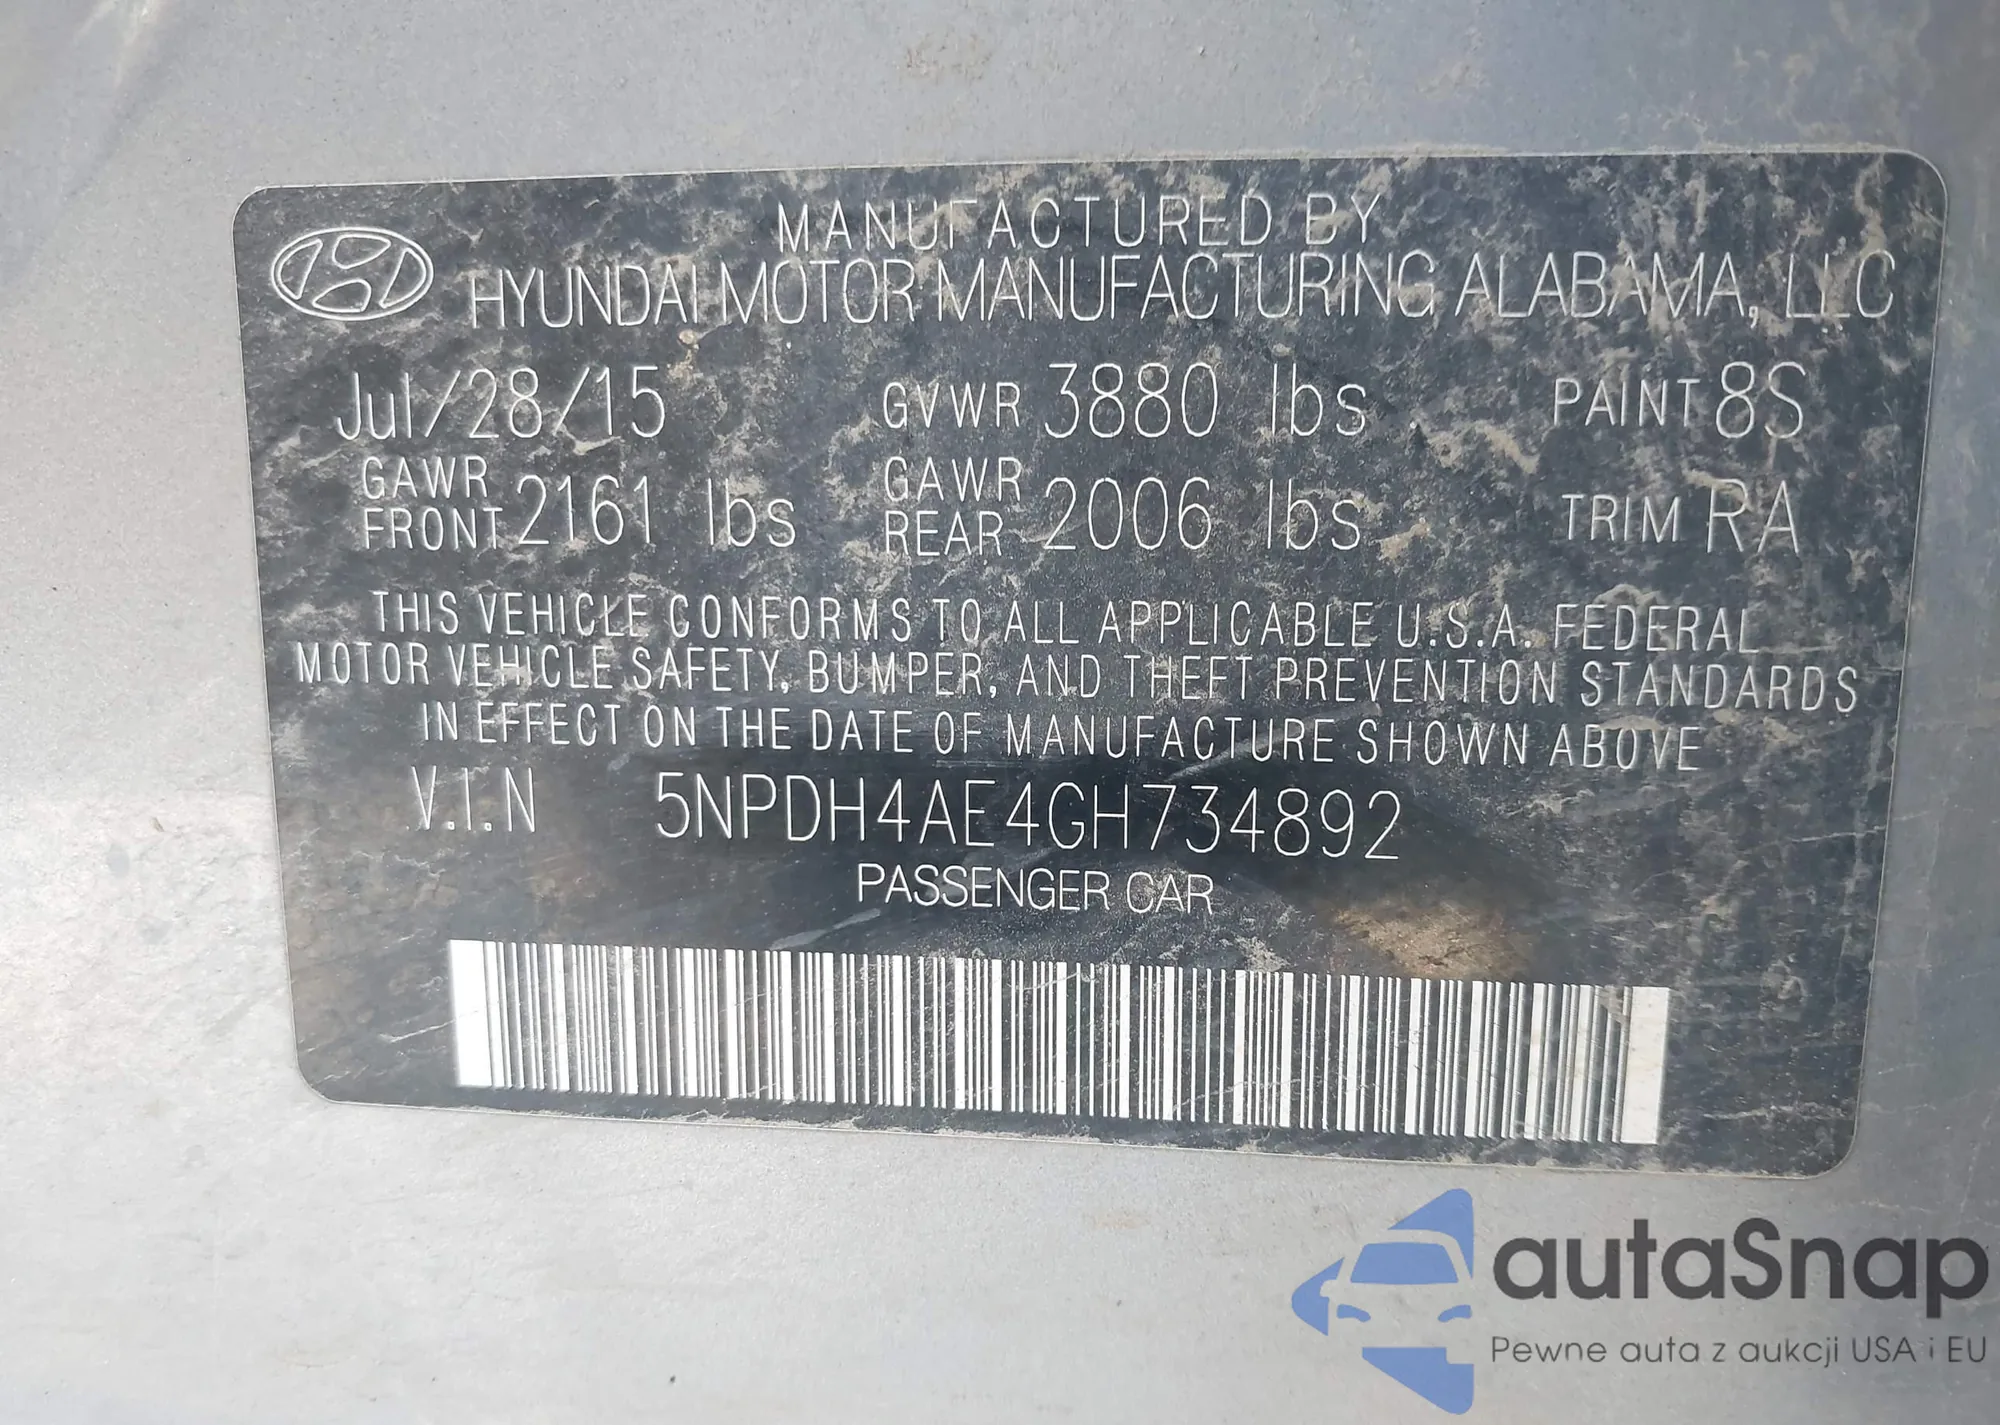 MANUFACTURED BY
HYUNDAI MOTOR MANUFACTURING ALABAMA, LLC
Jul/28/15 GVWR 3880 lbs PAINT 8S
GAWR FRONT 2161 lbs GAWR REAR 2006 lbs TRIM RA
THIS VEHICLE CONFORMS TO ALL APPLICABLE U.S.A. FEDERAL
MOTOR VEHICLE SAFETY, BUMPER, AND THEFT PREVENTION STANDARDS
IN EFFECT ON THE DATE OF MANUFACTURE SHOWN ABOVE
V.I.N 5NPDH4AE4GH734892
PASSENGER CAR
autaSnap
Pewne auta z aukcji USA i EU